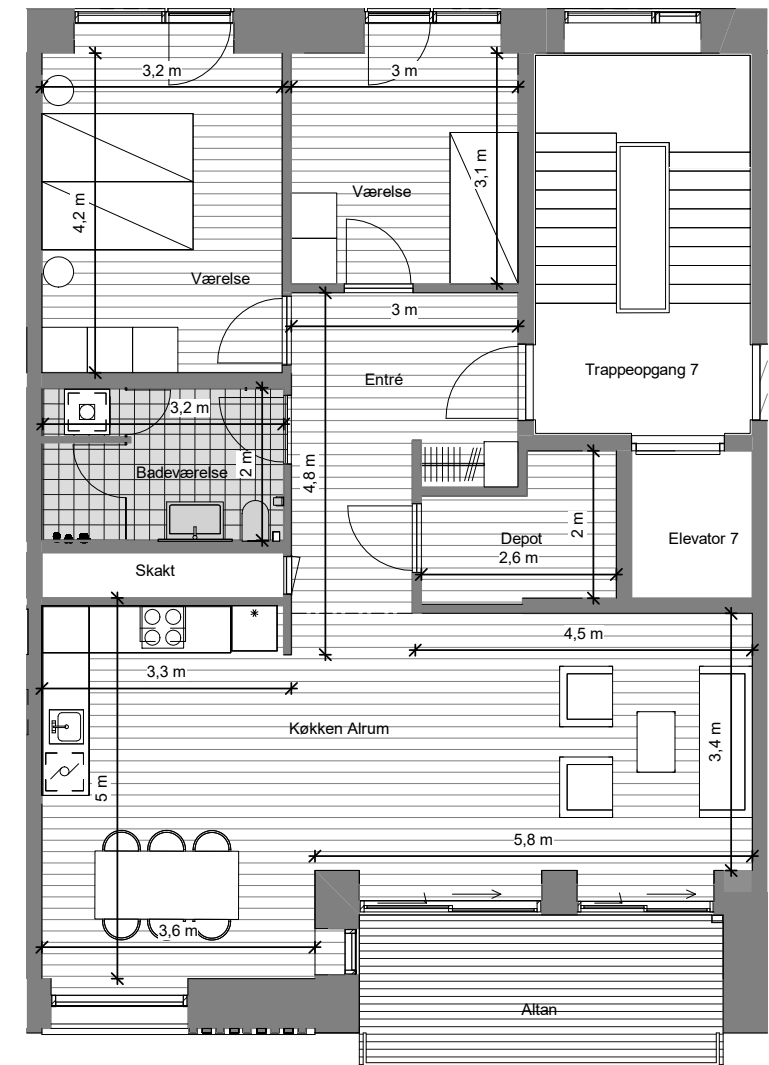 3,2 m
3 m
4,2 m
3,1 m
Værelse
Værelse
3 m
Entré
Trappeopgang 7
3,2 m
2 m
Badeværelse
4,8 m
Depot
2,6 m
2 m
Elevator 7
Skakt
*
4,5 m
3,3 m
Køkken Alrum
3,4 m
5 m
5,8 m
3,6 m
Altan